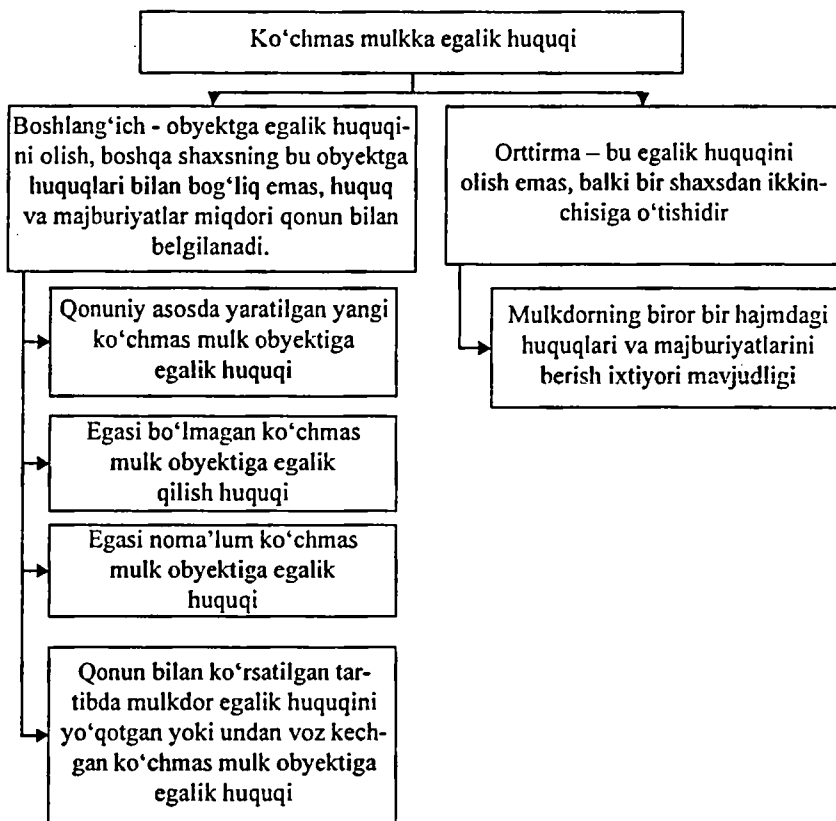 Ko‘chmas mulkka egalik huquqi
Boshlang‘ich - obyektga egalik huquqi-
ni olish, boshqa shaxsning bu obyektga
huquqlari bilan bog‘liq emas, huquq
va majburiyatlar miqdori qonun bilan
belgilanadi.
Orttirma – bu egalik huquqini
olish emas, balki bir shaxsdan ikkin-
chisiga o‘tishidir
Qonuniy asosda yaratilgan yangi
ko‘chmas mulk obyektiga
egalik huquqi
Mulkdorning biror bir hajmdagi
huquqlari va majburiyatlarini
berish ixtiyori mavjudligi
Egasi bo‘lmagan ko‘chmas
mulk obyektiga egalik
qilish huquqi
Egasi noma’lum ko‘chmas
mulk obyektiga egalik
huquqi
Qonun bilan ko‘rsatilgan tar-
tibda mulkdor egalik huquqini
yo‘qotgan yoki undan voz kech-
gan ko‘chmas mulk obyektiga
egalik huquqi